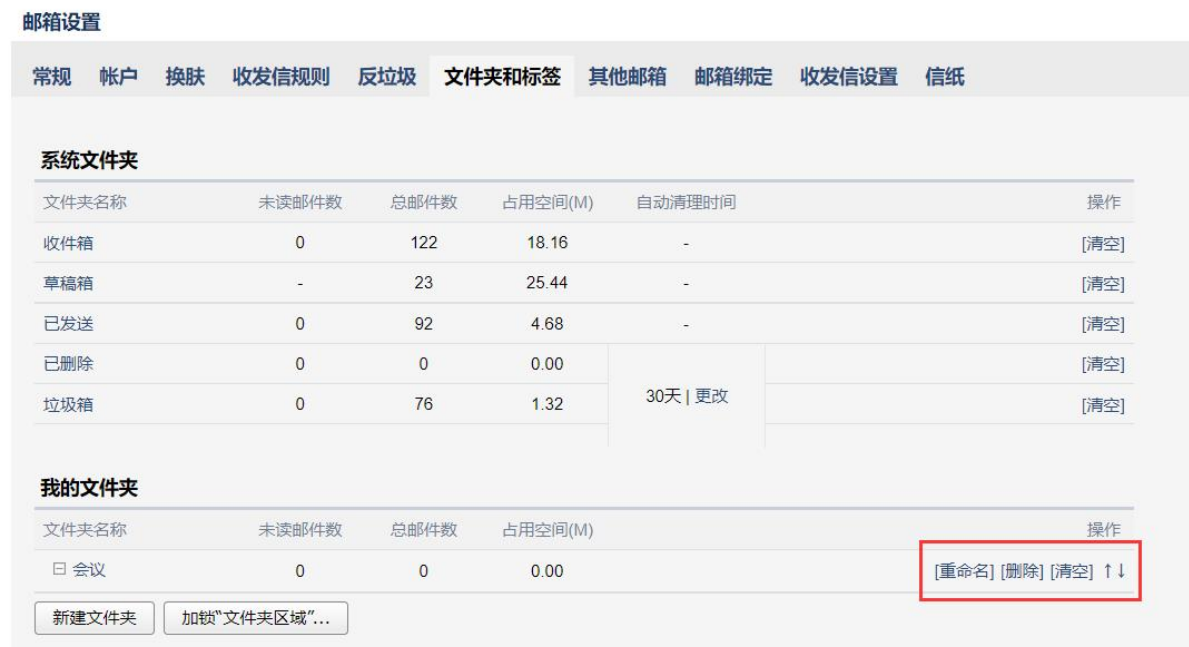 邮箱设置
常规 帐户 换肤 收发信规则 反垃圾 文件夹和标签 其他邮箱 邮箱绑定 收发信设置 信纸
系统文件夹
文件夹名称 未读邮件数 总邮件数 占用空间(M) 自动清理时间 操作
收件箱 0 122 18.16 - [清空]
草稿箱 - 23 25.44 - [清空]
已发送 0 92 4.68 - [清空]
已删除 0 0 0.00 [清空]
30天 | 更改
垃圾箱 0 76 1.32 [清空]
我的文件夹
文件夹名称 未读邮件数 总邮件数 占用空间(M) 操作
会议 0 0 0.00 [重命名] [删除] [清空] ↑↓
新建文件夹 加锁“文件夹区域”...